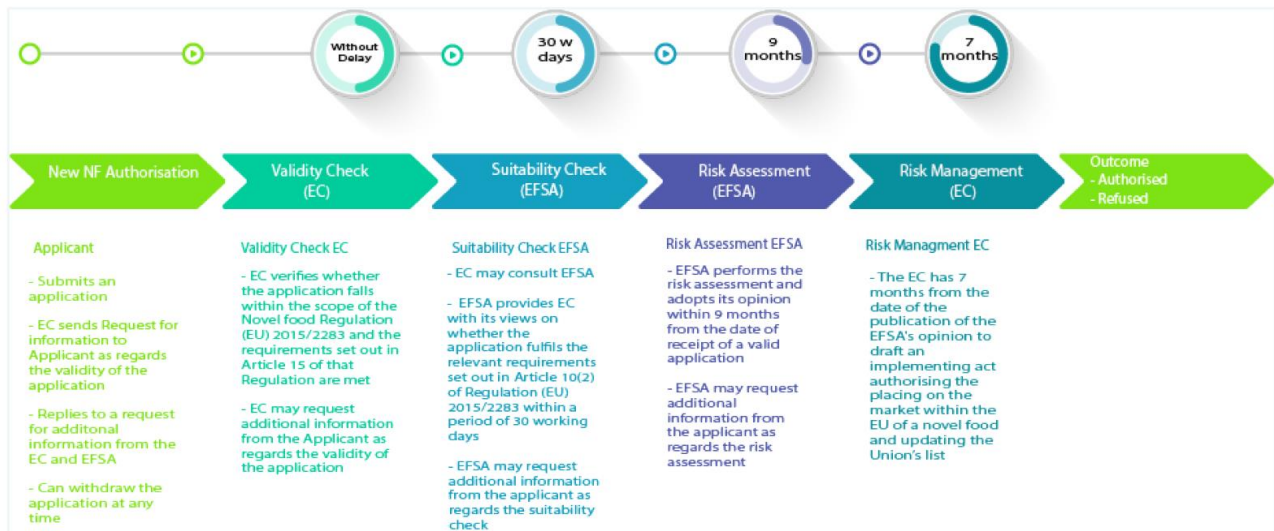 Without
Delay
30 w
days
9
months
7
months
New NF Authorisation
Validity Check
(EC)
Suitability Check
(EFSA)
Risk Assessment
(EFSA)
Risk Management
(EC)
Outcome
- Authorised
- Refused
Applicant
- Submits an
application
- EC sends Request for
information to
Applicant as regards
the validity of the
application
- Replies to a request
for additonal
information from the
EC and EFSA
- Can withdraw the
application at any
time
Validity Check EC
- EC verifies whether
the application falls
within the scope of the
Novel food Regulation
(EU) 2015/2283 and the
requirements set out in
Article 15 of that
Regulation are met
- EC may request
additional information
from the Applicant as
regards the validity of
the application
Suitability Check EFSA
- EC may consult EFSA
- EFSA provides EC
with its views on
whether the
application fulfils the
relevant requirements
set out in Article 10(2)
of Regulation (EU)
2015/2283 within a
period of 30 working
days
- EFSA may request
additional information
from the applicant as
regards the suitability
check
Risk Assessment EFSA
- EFSA performs the
risk assessment and
adopts its opinion
within 9 months
from the date of
receipt of a valid
application
- EFSA may request
additional
information from
the applicant as
regards the risk
assessment
Risk Managment EC
- The EC has 7
months from the
date of the
publication of the
EFSA's opinion to
draft an
implementing act
authorising the
placing on the
market within the
EU of a novel food
and updating the
Union's list